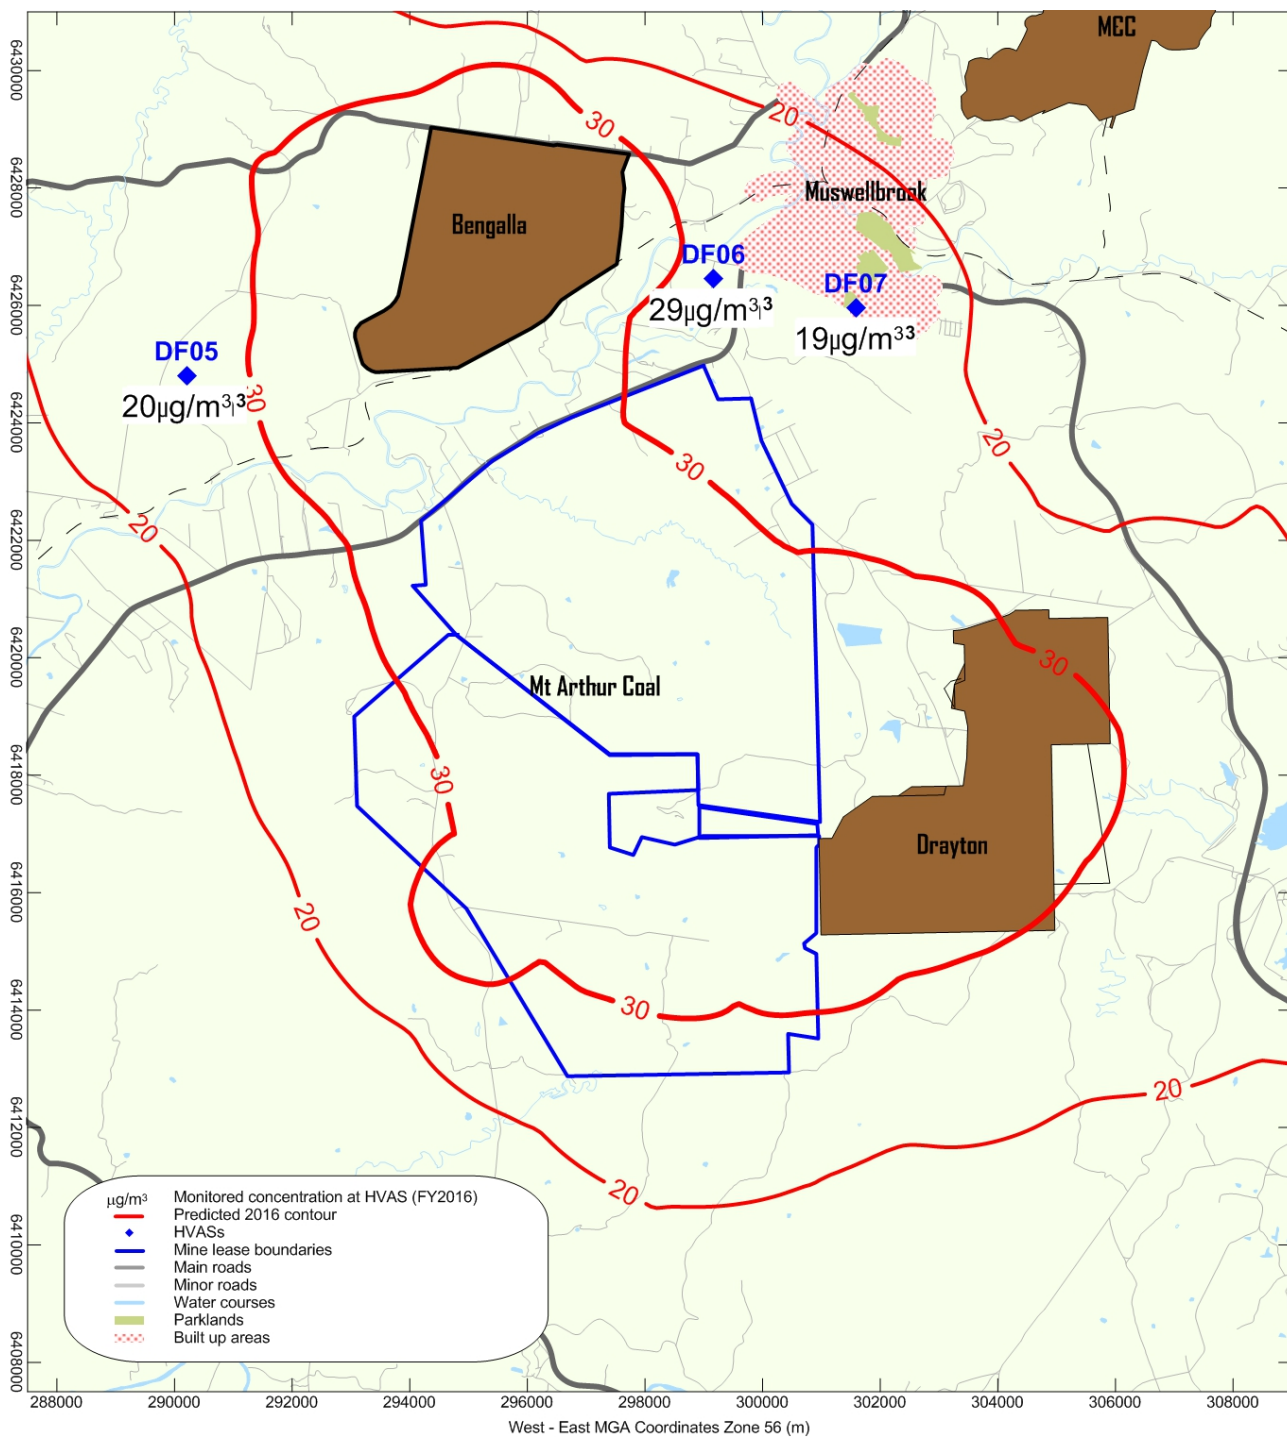 MCC
6430000
30
20
6428000
Muswellbrook
Bengalla
DF06
6426000
DF07
29µg/m³|³
19µg/m³³
DF05
20µg/m³|³
30
6424000
20
30
20
6422000
6420000
30
Mt Arthur Coal
6418000
30
Drayton
6416000
20
6414000
30
20
6412000
20
µg/m³ Monitored concentration at HVAS (FY2016)
Predicted 2016 contour
HVASs
Mine lease boundaries
Main roads
Minor roads
Water courses
Parklands
Built up areas
6410000
6408000
288000 290000 292000 294000 296000 298000 300000 302000 304000 306000 308000
West - East MGA Coordinates Zone 56 (m)